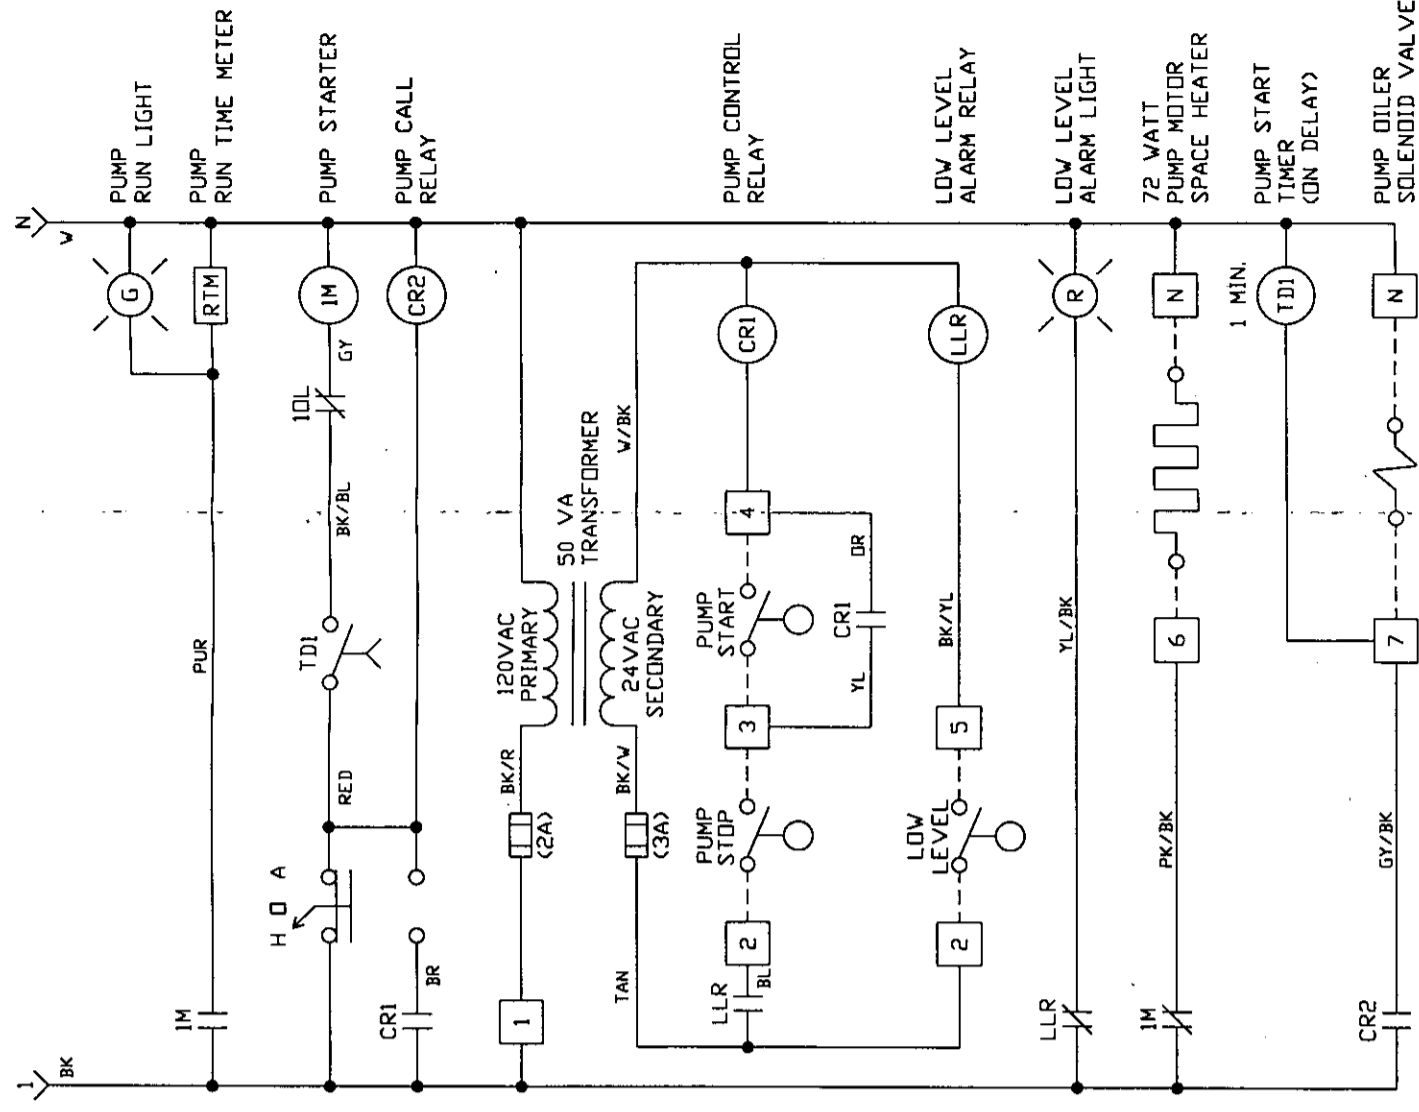 1
BK
N
W
1M
PUR
RTM
G
PUMP
RUN LIGHT
PUMP
RUN TIME METER
H O A
RED
TD1
BK/BL
1OL
GY
1M
PUMP STARTER
CR1
BR
CR2
PUMP CALL
RELAY
1
BK/R
(2A)
120VAC
PRIMARY
50 VA
TRANSFORMER
24VAC
SECONDARY
TAN
BK/W
(3A)
W/BK
LLR
BL
2
PUMP
STOP
3
PUMP
START
4
CR1
PUMP CONTROL
RELAY
YL
CR1
OR
2
LOW
LEVEL
5
BK/YL
LLR
LOW LEVEL
ALARM RELAY
LLR
YL/BK
R
LOW LEVEL
ALARM LIGHT
1M
PK/BK
6
N
72 WATT
PUMP MOTOR
SPACE HEATER
1 MIN.
TD1
PUMP START
TIMER
(ON DELAY)
CR2
GY/BK
7
N
PUMP OILER
SOLENOID VALVE